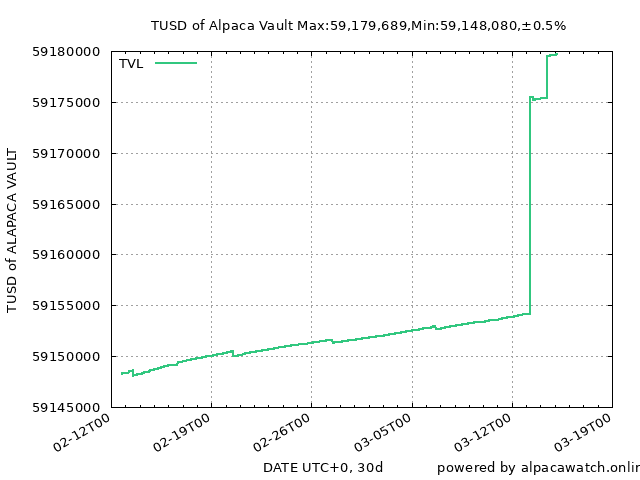 TUSD of Alpaca Vault Max:59,179,689,Min:59,148,080,±0.5%
TVL
59180000
59175000
59170000
59165000
59160000
59155000
59150000
59145000
TUSD of ALAPACA VAULT
02-12T00
02-19T00
02-26T00
03-05T00
03-12T00
03-19T00
DATE UTC+0, 30d
powered by alpacawatch.onlin